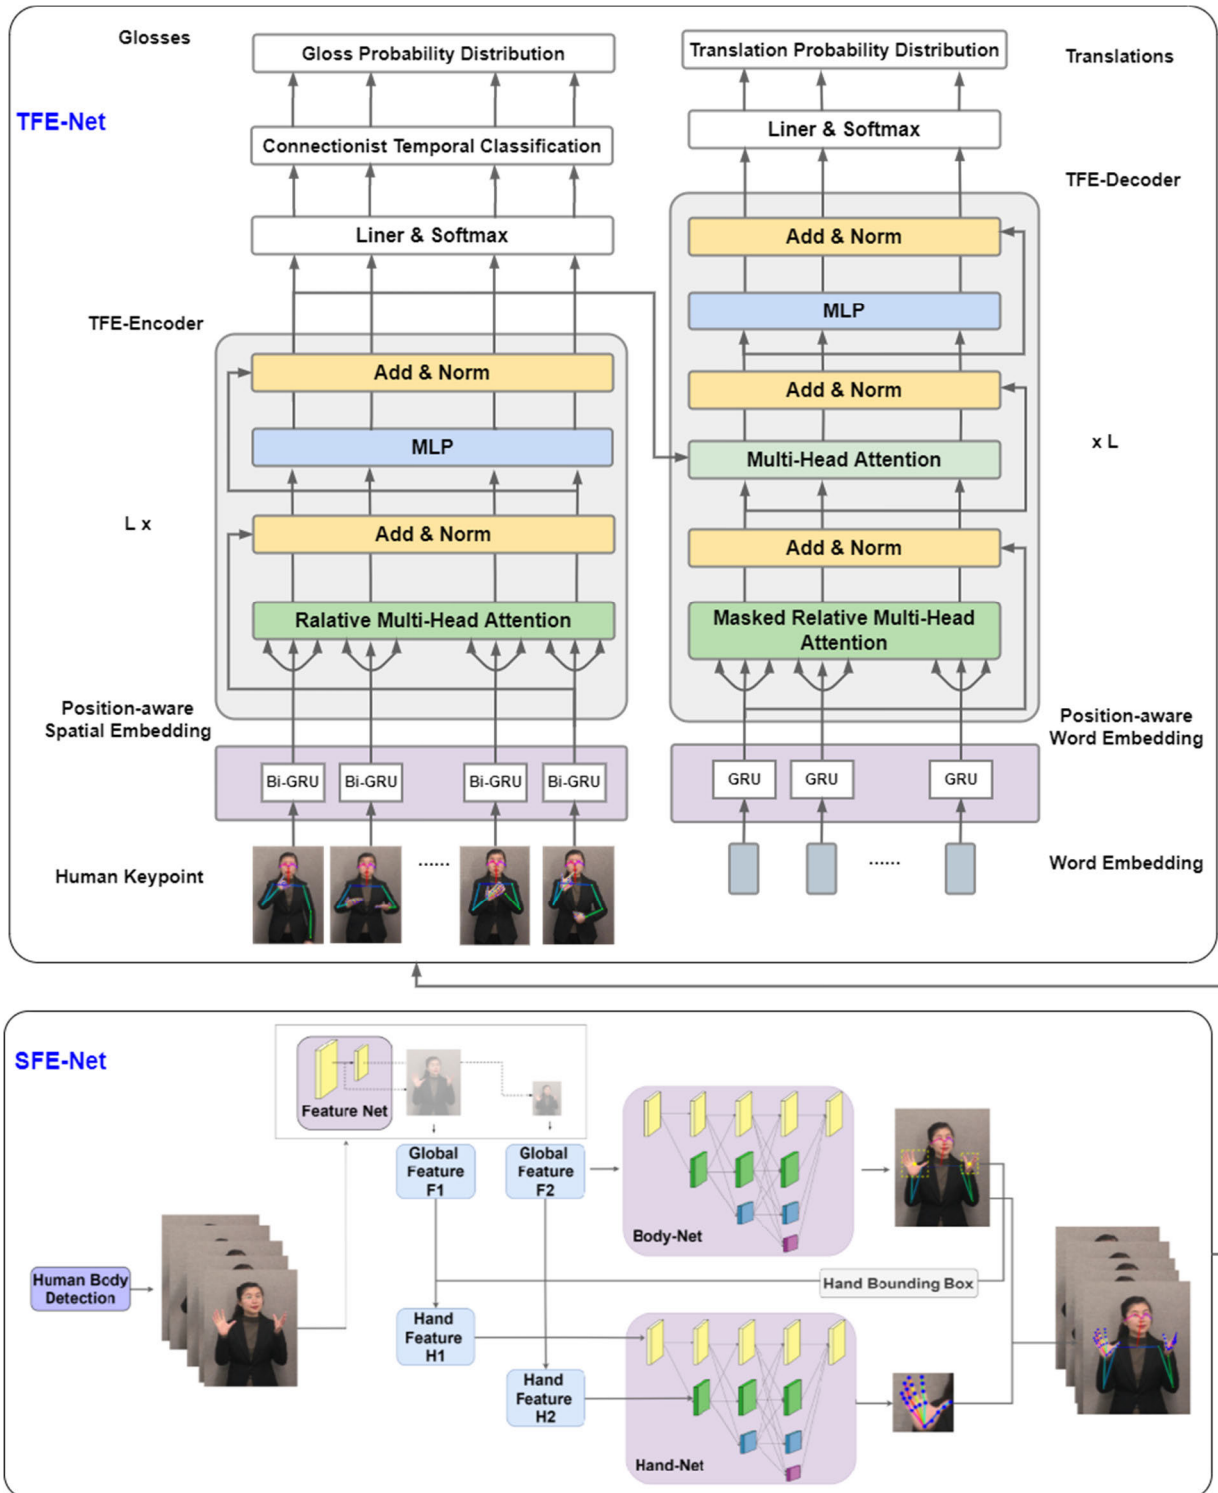 Glosses
Gloss Probability Distribution
Translation Probability Distribution
Translations
TFE-Net
Connectionist Temporal Classification
Liner & Softmax
TFE-Decoder
Liner & Softmax
Add & Norm
MLP
TFE-Encoder
Add & Norm
Add & Norm
MLP
Multi-Head Attention
x L
L x
Add & Norm
Add & Norm
Ralative Multi-Head Attention
Masked Relative Multi-Head
Attention
Position-aware
Spatial Embedding
Position-aware
Word Embedding
Bi-GRU
Bi-GRU
Bi-GRU
Bi-GRU
GRU
GRU
GRU
Human Keypoint
......
......
Word Embedding
SFE-Net
Feature Net
Global
Feature
F1
Global
Feature
F2
Body-Net
Human Body
Detection
Hand Bounding Box
Hand
Feature
H1
Hand
Feature
H2
Hand-Net